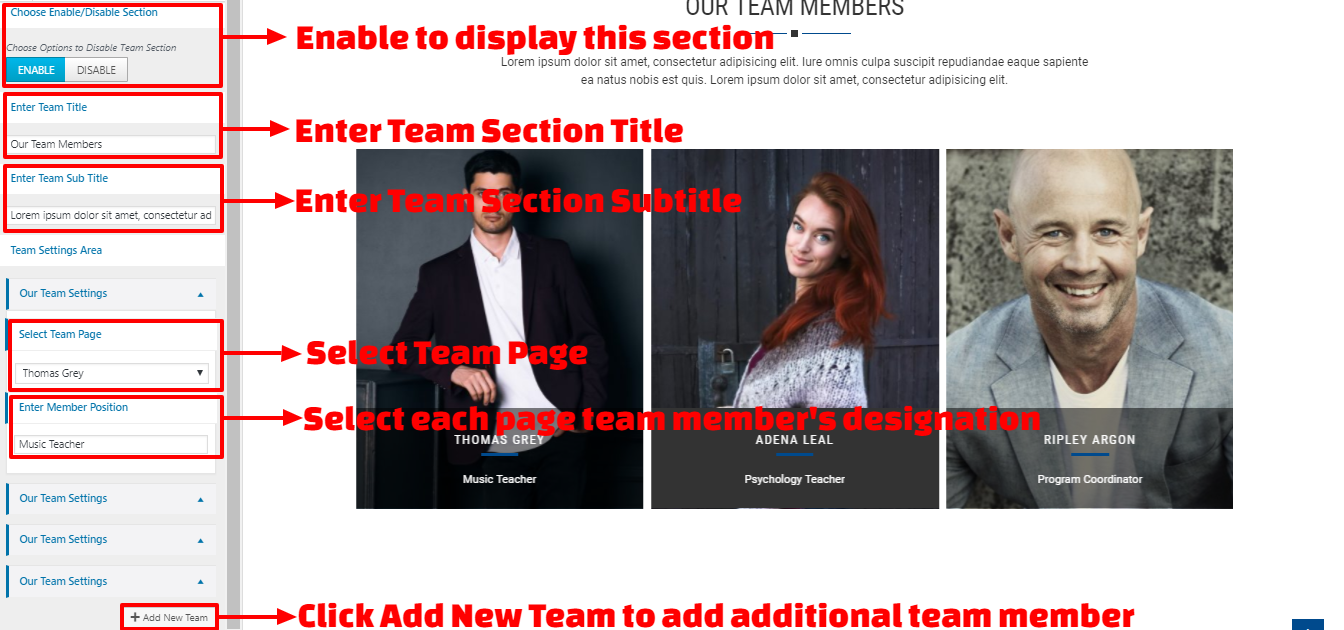 Choose Enable/Disable Section
Choose Options to Disable Team Section
ENABLE DISABLE
Enter Team Title
Our Team Members
Enter Team Sub Title
Lorem ipsum dolor sit amet, consectetur ad
Team Settings Area
Our Team Settings
Select Team Page
Thomas Grey
Enter Member Position
Music Teacher
Our Team Settings
Our Team Settings
Our Team Settings
Add New Team
OUR TEAM MEMBERS
Enable to display this section
Lorem ipsum dolor sit amet, consectetur adipisicing elit. Iure omnis culpa suscipit repudiandae eaque sapiente
ea natus nobis est quis. Lorem ipsum dolor sit amet, consectetur adipisicing elit.
Enter Team Section Title
Enter Team Section Subtitle
Select Team Page
Select each page team member's designation
THOMAS GREY
Music Teacher
ADENA LEAL
Psychology Teacher
RIPLEY ARGON
Program Coordinator
Click Add New Team to add additional team member